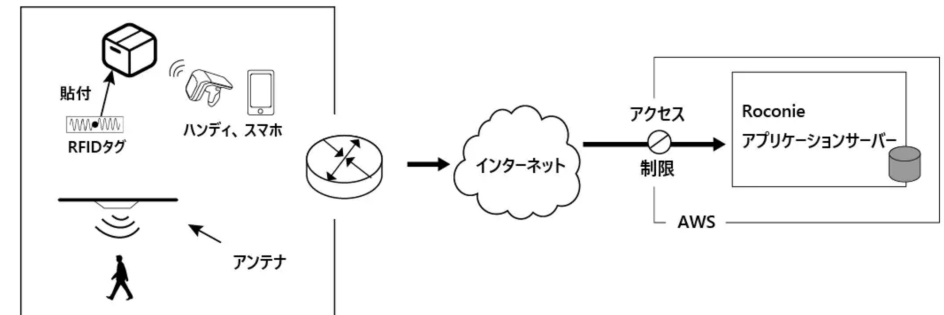 貼付
RFIDタグ
ハンディ、スマホ
アンテナ
インターネット
アクセス
制限
Roconie
アプリケーションサーバー
AWS